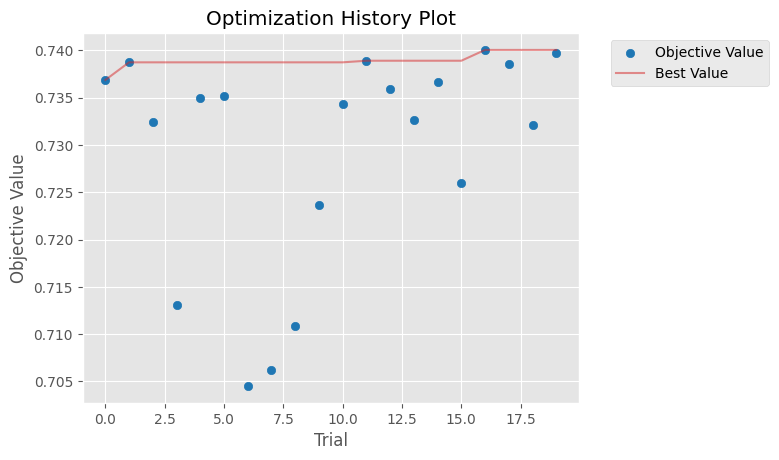 Optimization History Plot
Objective Value
Best Value
Objective Value
0.740
0.735
0.730
0.725
0.720
0.715
0.710
0.705
0.0 2.5 5.0 7.5 10.0 12.5 15.0 17.5
Trial